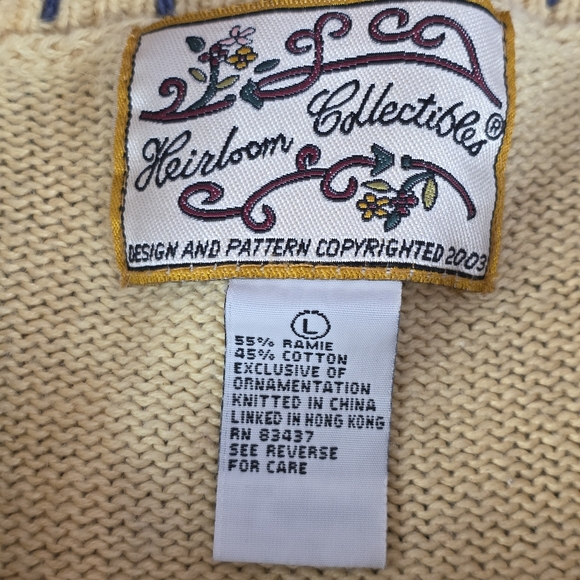 Heirloom Collectibles®
DESIGN AND PATTERN COPYRIGHTED 2003
L
55% RAMIE
45% COTTON
EXCLUSIVE OF
ORNAMENTATION
KNITTED IN CHINA
LINKED IN HONG KONG
RN 83437
SEE REVERSE
FOR CARE